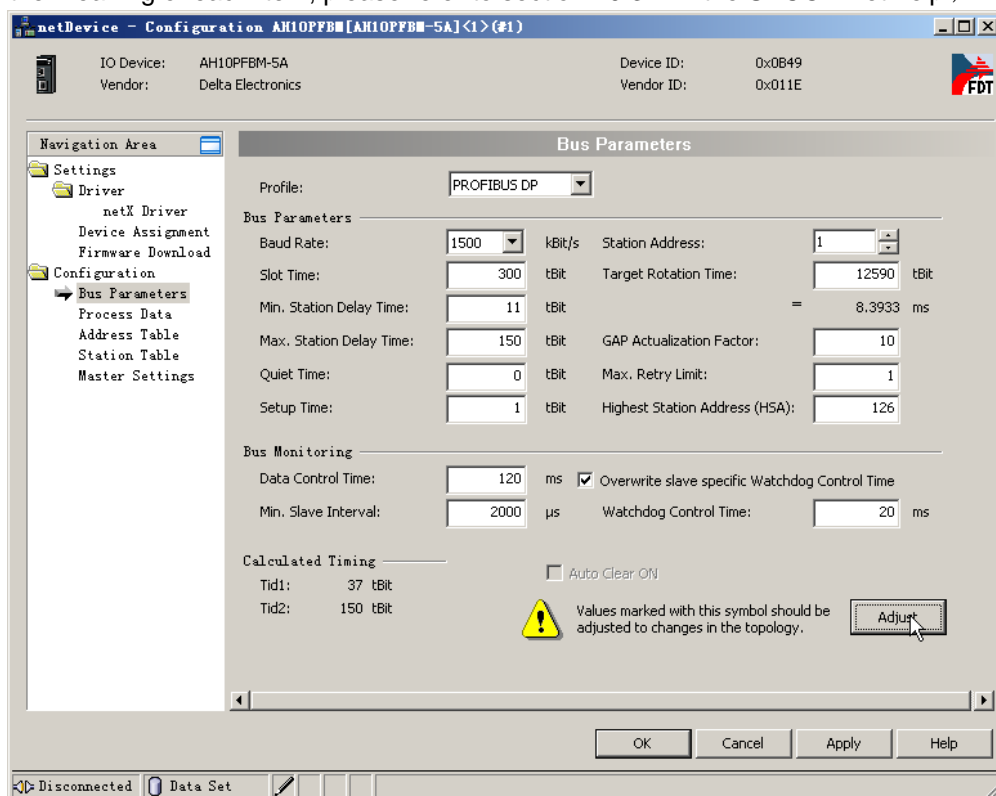 netDevice - Configuration AH10PFBM[AH10PFBM-5A]<1>(#1)
IO Device: AH10PFBM-5A Device ID: 0x0B49
Vendor: Delta Electronics Vendor ID: 0x011E
FDT
Navigation Area
Settings
Driver
netX Driver
Device Assignment
Firmware Download
Configuration
Bus Parameters
Process Data
Address Table
Station Table
Master Settings
Bus Parameters
Profile: PROFIBUS DP
Bus Parameters
Baud Rate: 1500 kBit/s Station Address: 1
Slot Time: 300 tBit Target Rotation Time: 12590 tBit
Min. Station Delay Time: 11 tBit = 8.3933 ms
Max. Station Delay Time: 150 tBit GAP Actualization Factor: 10
Quiet Time: 0 tBit Max. Retry Limit: 1
Setup Time: 1 tBit Highest Station Address (HSA): 126
Bus Monitoring
Data Control Time: 120 ms Overwrite slave specific Watchdog Control Time
Min. Slave Interval: 2000 µs Watchdog Control Time: 20 ms
Calculated Timing
Auto Clear ON
Tid1: 37 tBit
Tid2: 150 tBit
Values marked with this symbol should be
adjusted to changes in the topology.
Adjust
OK Cancel Apply Help
Disconnected Data Set